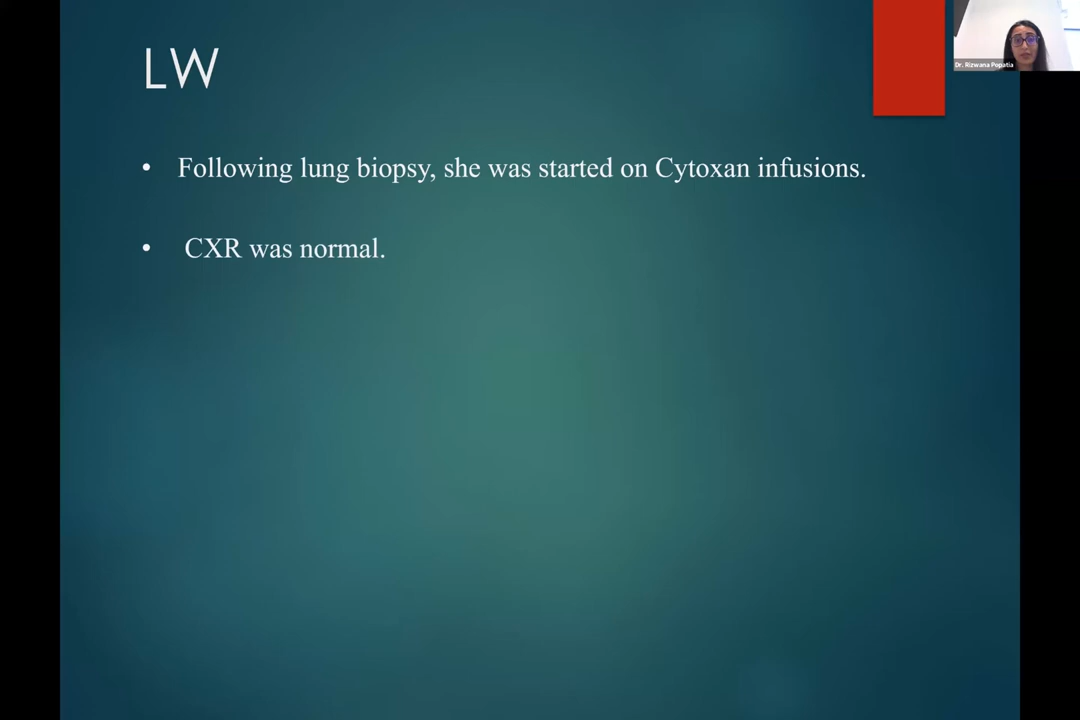 LW
Dr. Rizwana Popatia
• Following lung biopsy, she was started on Cytoxan infusions.
• CXR was normal.